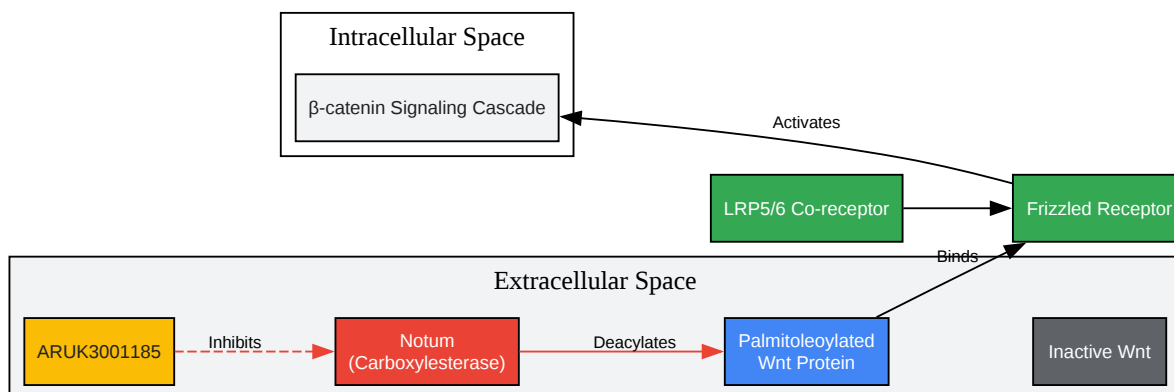 Intracellular Space
β-catenin Signaling Cascade
Activates
LRP5/6 Co-receptor
Frizzled Receptor
Binds
Extracellular Space
ARUK3001185
Inhibits
Notum
(Carboxylesterase)
Deacylates
Palmitoleoylated
Wnt Protein
Inactive Wnt